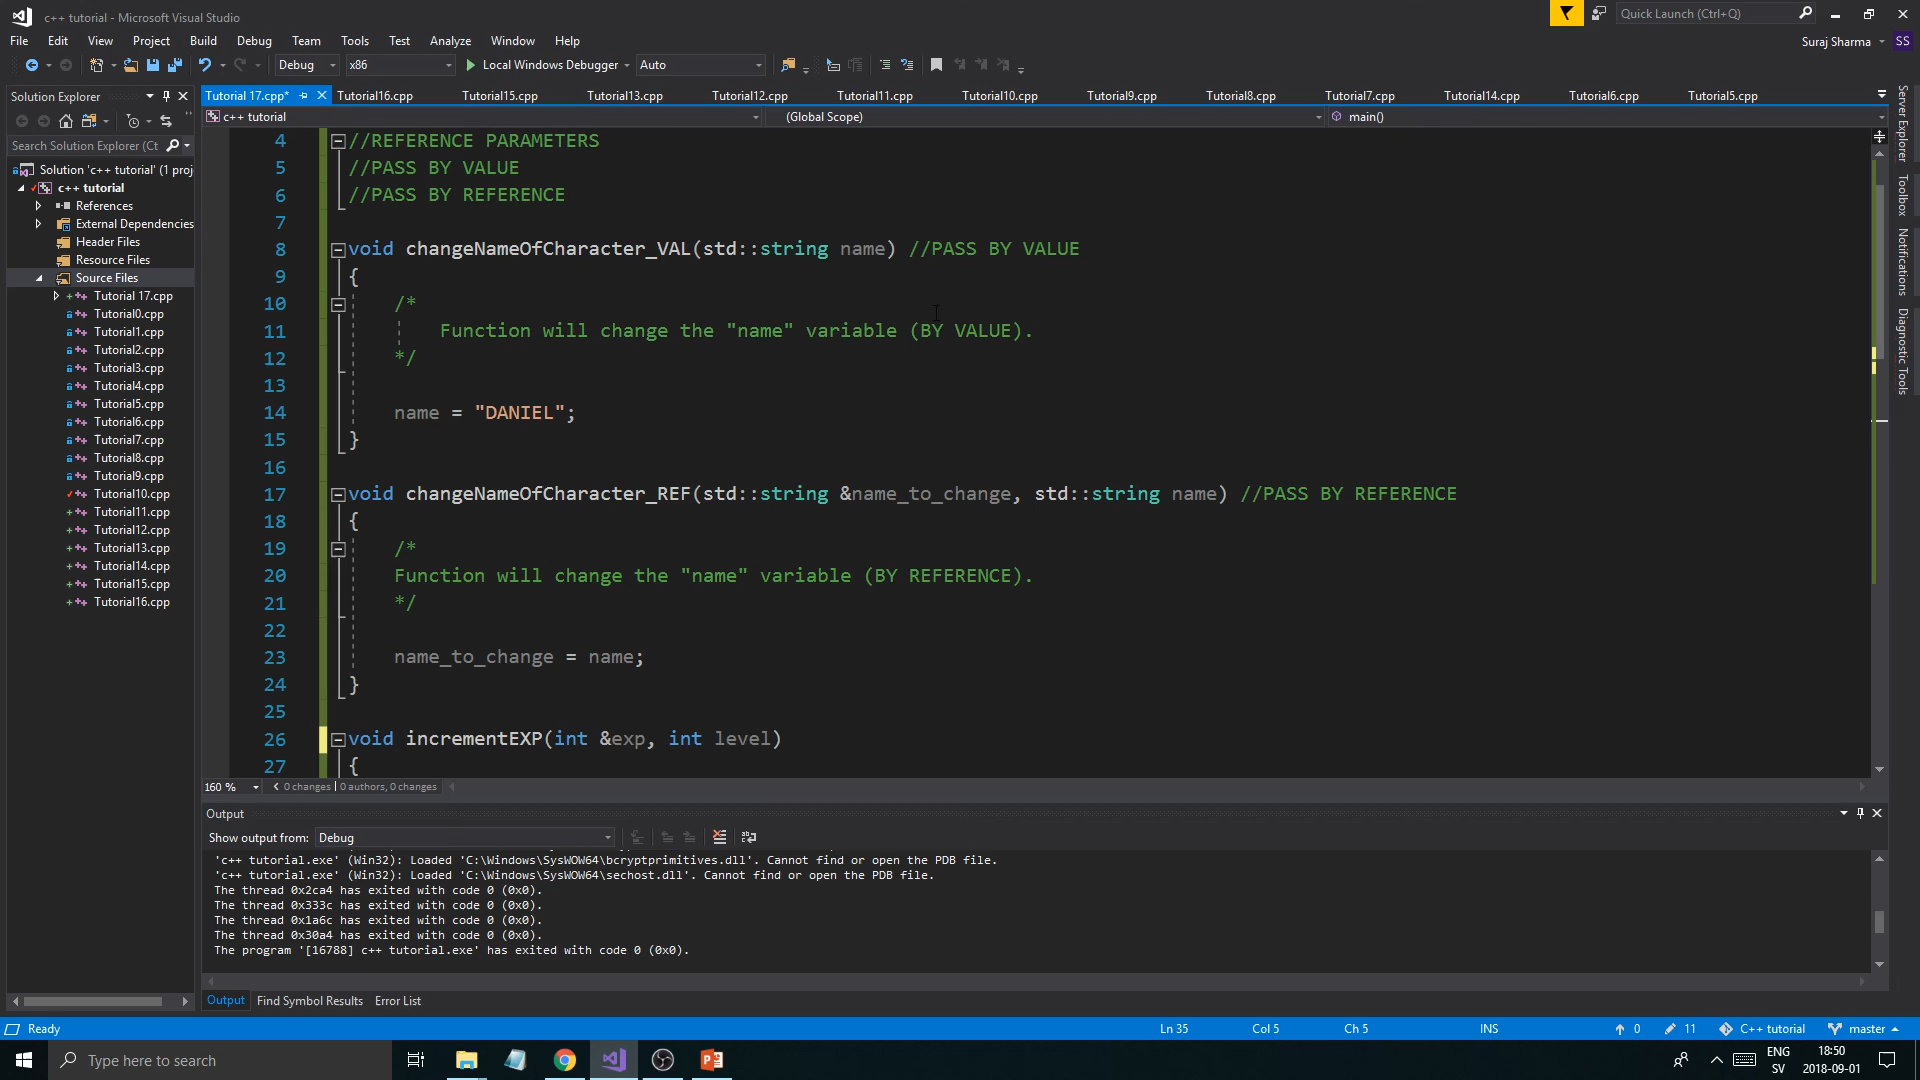 c++ tutorial - Microsoft Visual Studio
Quick Launch (Ctrl+Q)
File Edit View Project Build Debug Team Tools Test Analyze Window Help
Suraj Sharma SS
Debug x86 Local Windows Debugger Auto
Solution Explorer
Tutorial 17.cpp* Tutorial16.cpp Tutorial15.cpp Tutorial13.cpp Tutorial12.cpp Tutorial11.cpp Tutorial10.cpp Tutorial9.cpp Tutorial8.cpp Tutorial7.cpp Tutorial14.cpp Tutorial6.cpp Tutorial5.cpp
c++ tutorial (Global Scope) main()
Search Solution Explorer (Ct
Solution 'c++ tutorial' (1 proj
c++ tutorial
References
External Dependencies
Header Files
Resource Files
Source Files
Tutorial 17.cpp
Tutorial0.cpp
Tutorial1.cpp
Tutorial2.cpp
Tutorial3.cpp
Tutorial4.cpp
Tutorial5.cpp
Tutorial6.cpp
Tutorial7.cpp
Tutorial8.cpp
Tutorial9.cpp
Tutorial10.cpp
Tutorial11.cpp
Tutorial12.cpp
Tutorial13.cpp
Tutorial14.cpp
Tutorial15.cpp
Tutorial16.cpp
4 //REFERENCE PARAMETERS
5 //PASS BY VALUE
6 //PASS BY REFERENCE
7
8 void changeNameOfCharacter_VAL(std::string name) //PASS BY VALUE
9 {
10 /*
11 Function will change the "name" variable (BY VALUE).
12 */
13
14 name = "DANIEL";
15 }
16
17 void changeNameOfCharacter_REF(std::string &name_to_change, std::string name) //PASS BY REFERENCE
18 {
19 /*
20 Function will change the "name" variable (BY REFERENCE).
21 */
22
23 name_to_change = name;
24 }
25
26 void incrementEXP(int &exp, int level)
27 {
160 % 0 changes | 0 authors, 0 changes
Server Explorer
Toolbox
Notifications
Diagnostic Tools
Output
Show output from: Debug
'c++ tutorial.exe' (Win32): Loaded 'C:\Windows\SysWOW64\bcryptprimitives.dll'. Cannot find or open the PDB file.
'c++ tutorial.exe' (Win32): Loaded 'C:\Windows\SysWOW64\sechost.dll'. Cannot find or open the PDB file.
The thread 0x2ca4 has exited with code 0 (0x0).
The thread 0x333c has exited with code 0 (0x0).
The thread 0x1a6c has exited with code 0 (0x0).
The thread 0x30a4 has exited with code 0 (0x0).
The program '[16788] c++ tutorial.exe' has exited with code 0 (0x0).
Output Find Symbol Results Error List
Ready Ln 35 Col 5 Ch 5 INS 0 11 C++ tutorial master
Type here to search
ENG 18:50
SV 2018-09-01